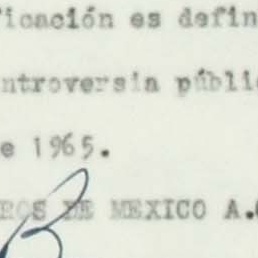 ficación es defin
ntroversia públi
e 1965.
ROS DE MEXICO A.C